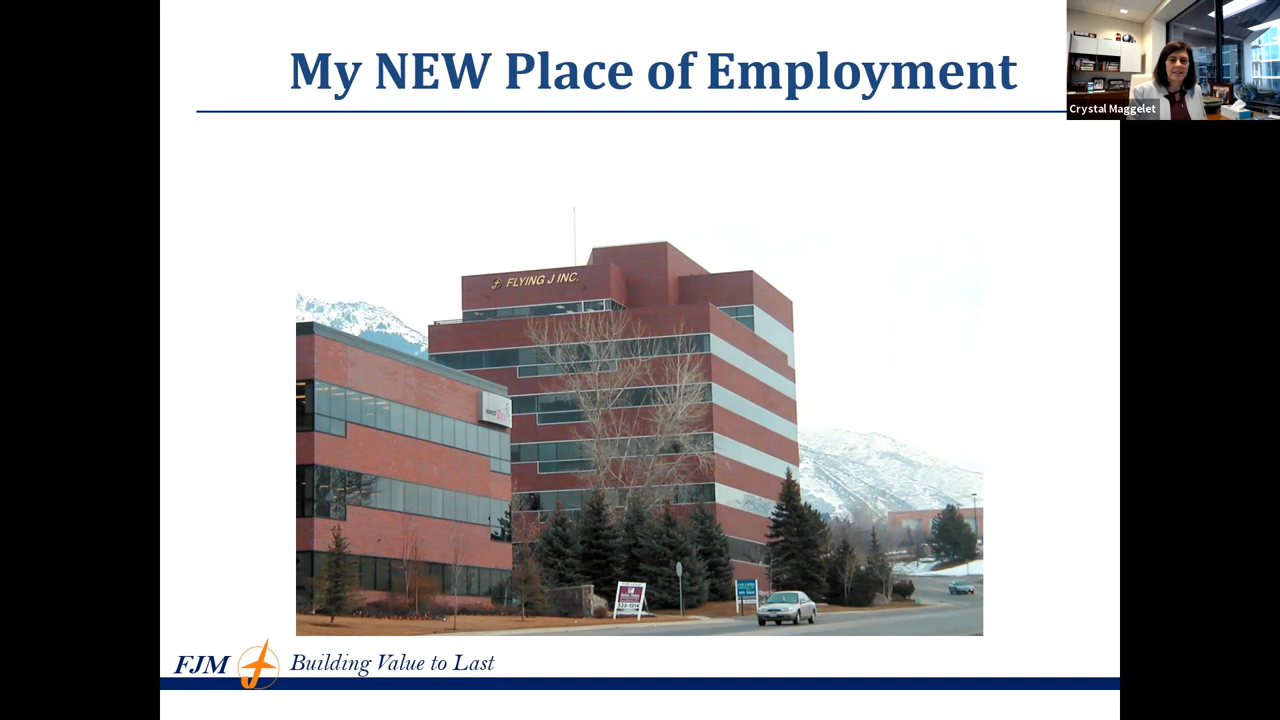 My NEW Place of Employment
Crystal Maggelet
FLYING J INC.
FJM
Building Value to Last